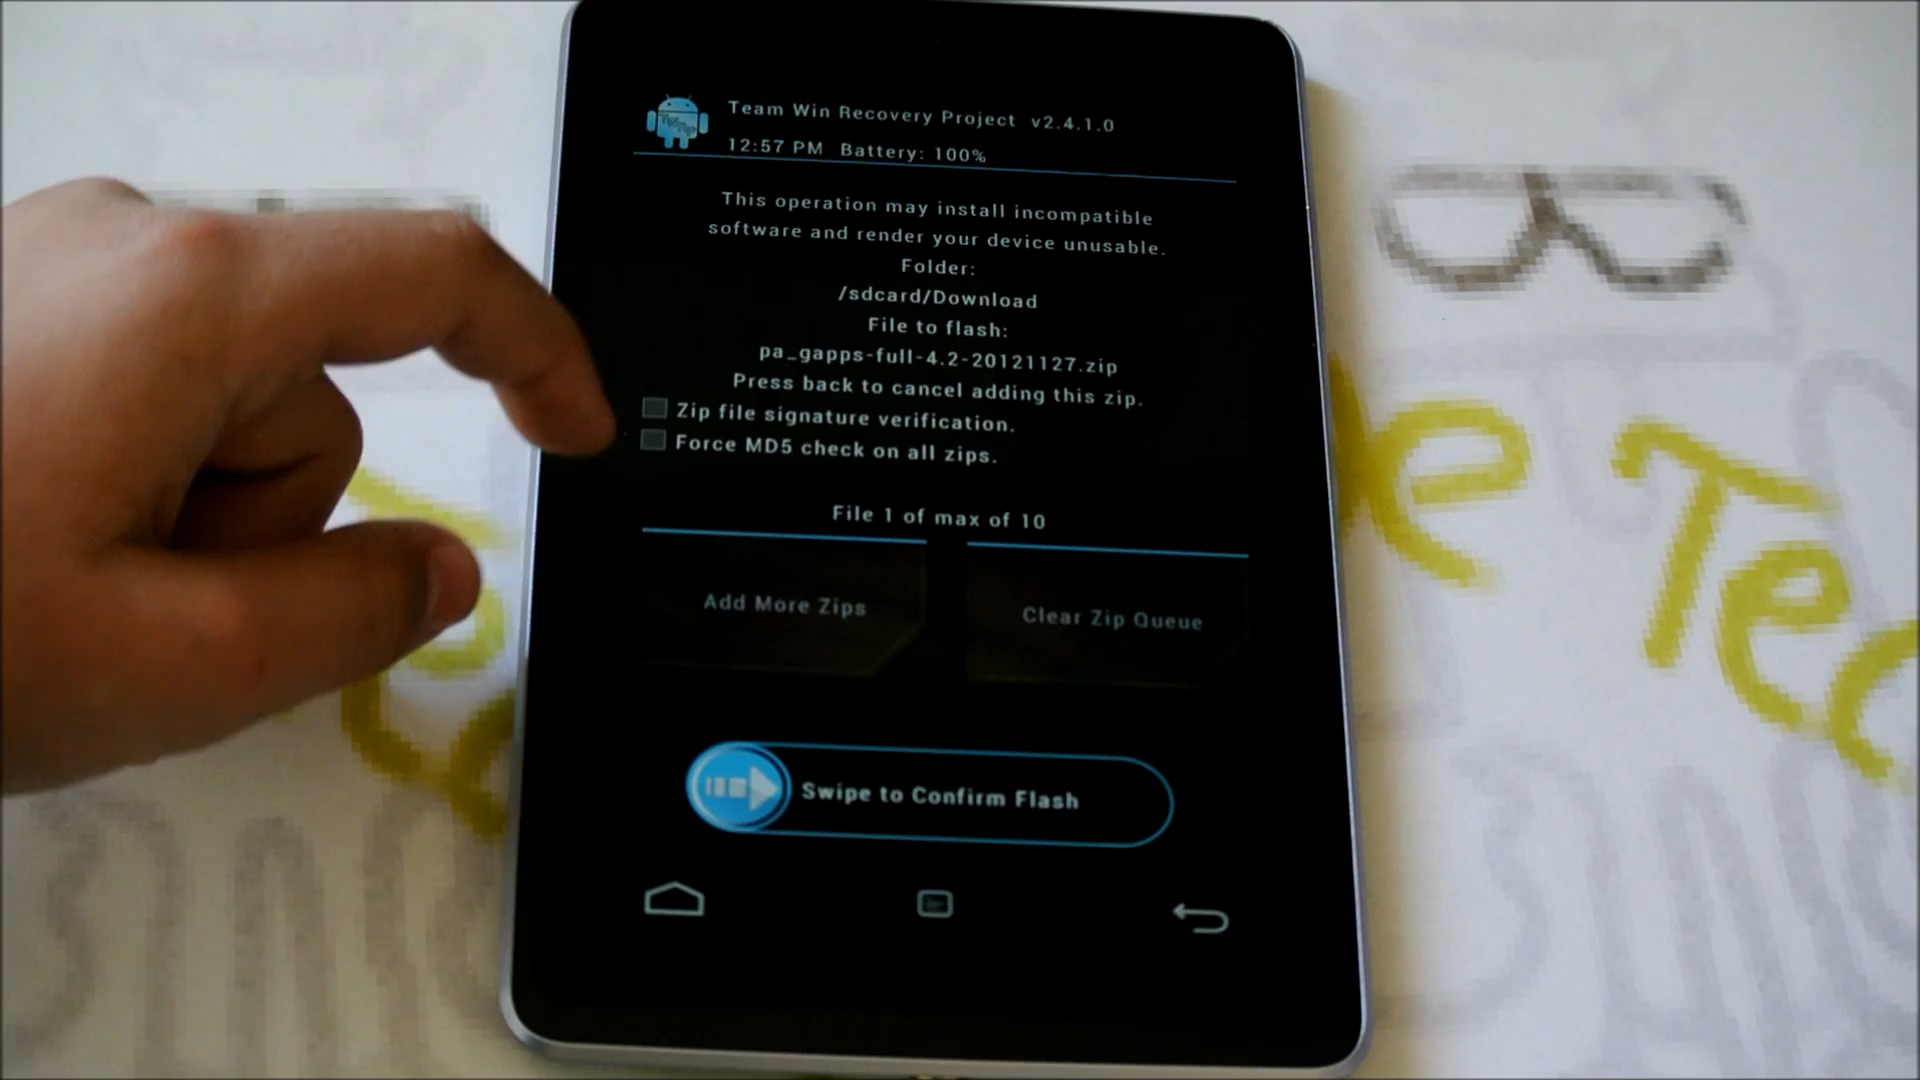 Team Win Recovery Project v2.4.1.0
12:57 PM Battery: 100%
This operation may install incompatible
software and render your device unusable.
Folder:
/sdcard/Download
File to flash:
pa_gapps-full-4.2-20121127.zip
Press back to cancel adding this zip.
Zip file signature verification.
Force MD5 check on all zips.
File 1 of max of 10
Add More Zips
Clear Zip Queue
Swipe to Confirm Flash